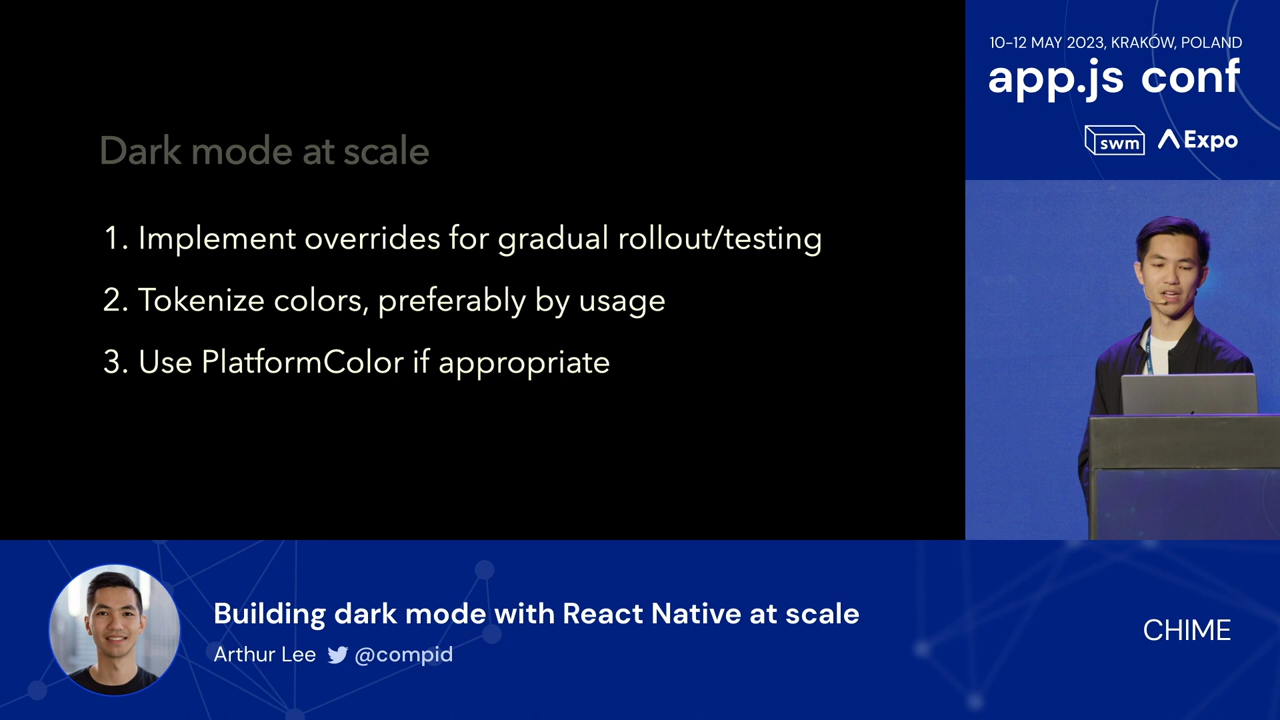 Dark mode at scale
1. Implement overrides for gradual rollout/testing
2. Tokenize colors, preferably by usage
3. Use PlatformColor if appropriate
10-12 MAY 2023, KRAKÓW, POLAND
app.js conf
swm Expo
Building dark mode with React Native at scale
Arthur Lee @compid
CHIME